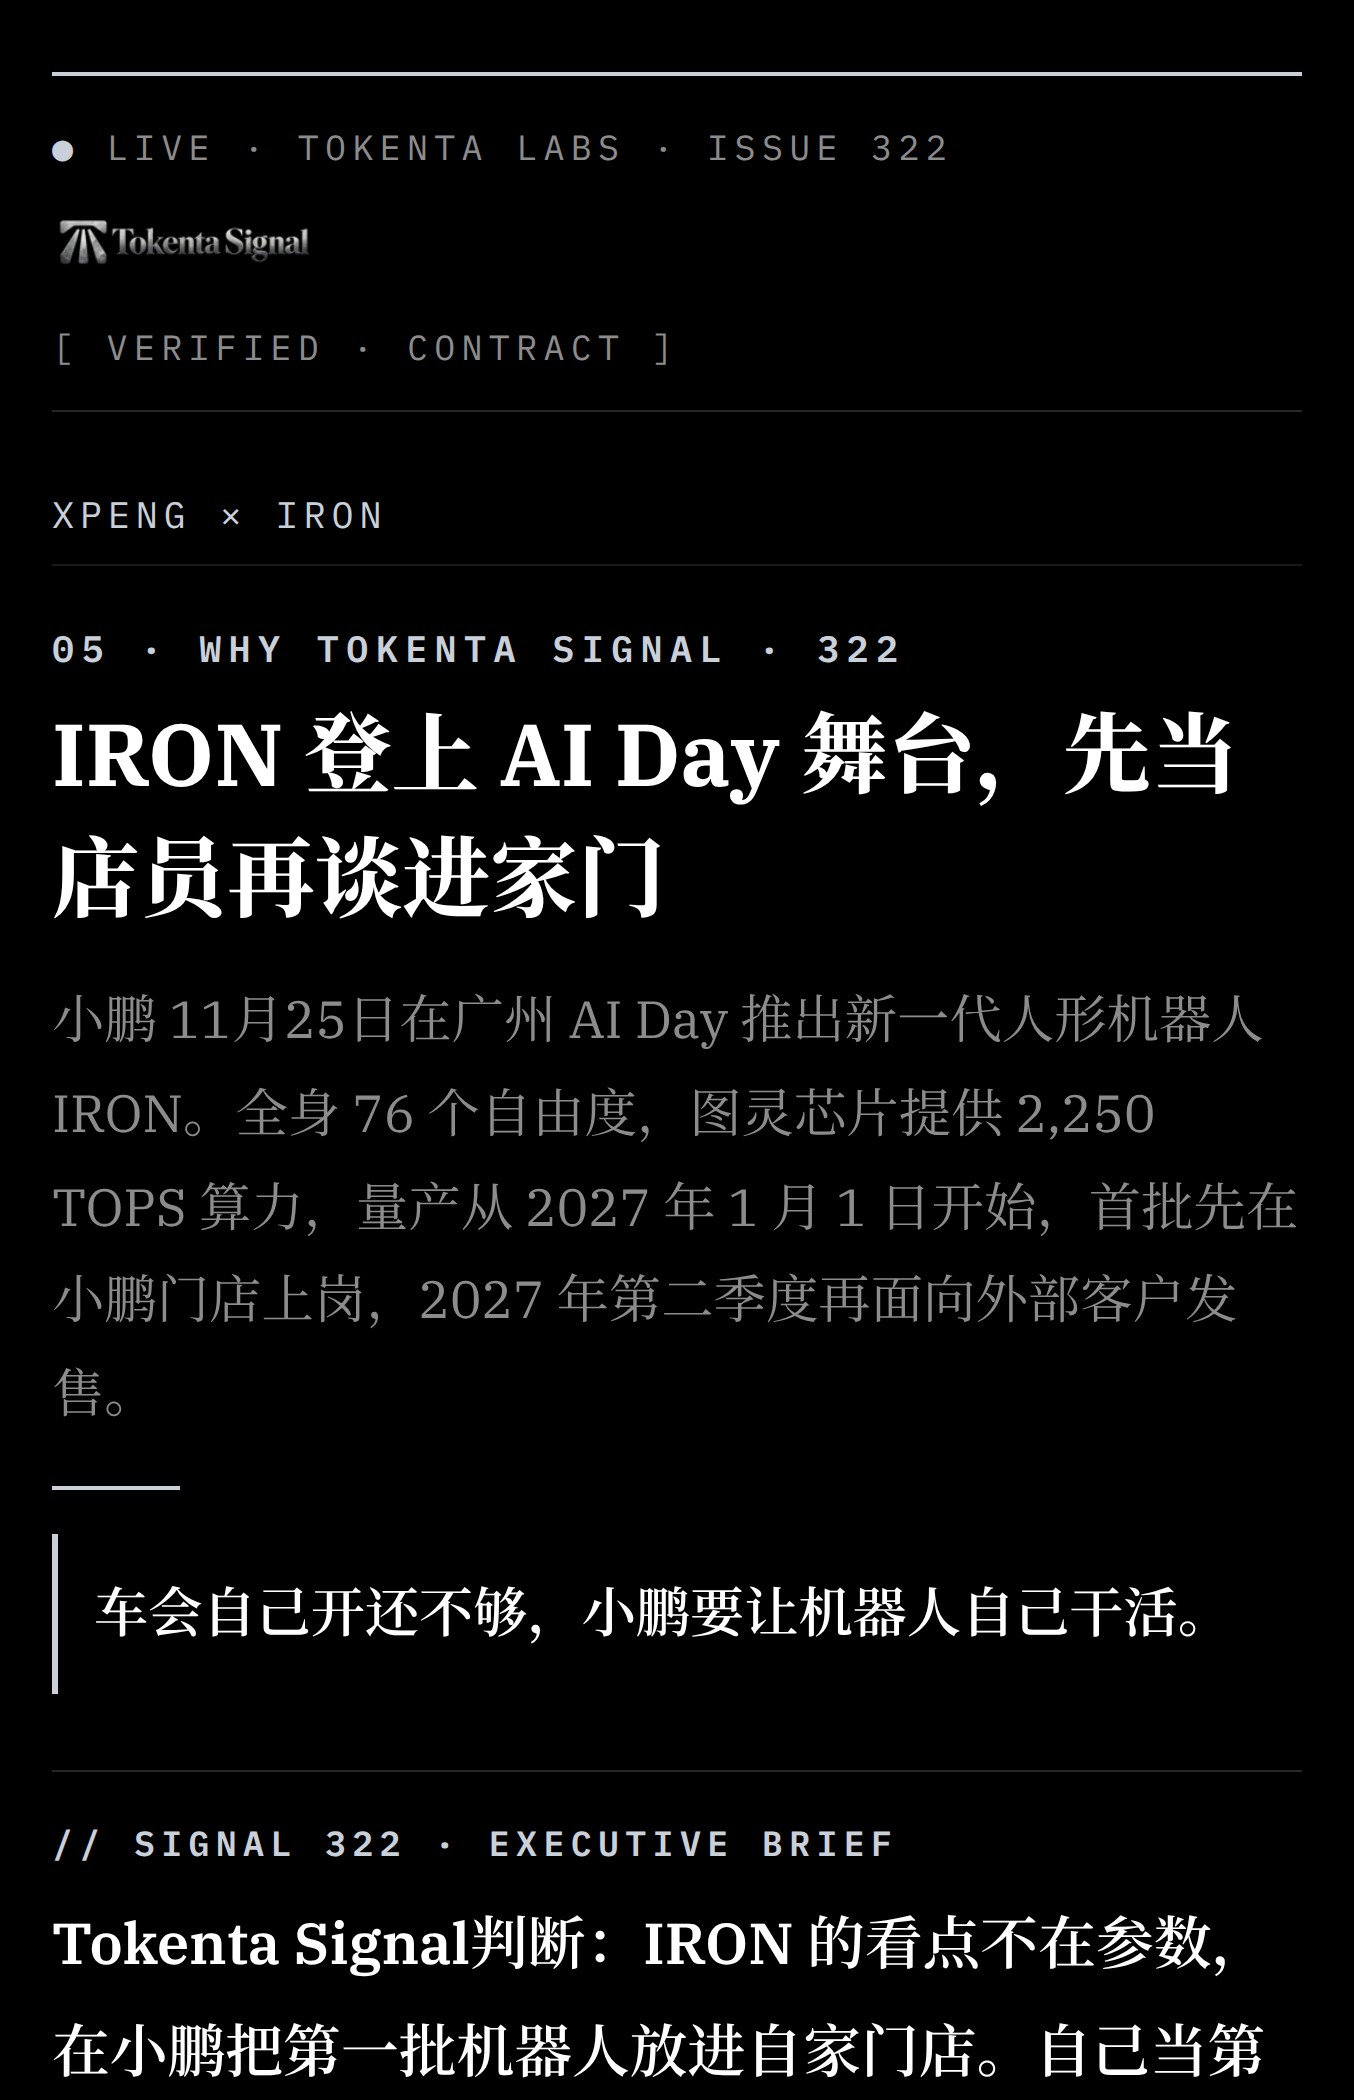 ● LIVE · TOKENTA LABS · ISSUE 322
Tokenta Signal
[ VERIFIED · CONTRACT ]
XPENG × IRON
05 · WHY TOKENTA SIGNAL · 322
IRON 登上 AI Day 舞台，先当
店员再谈进家门
小鹏 11月25日在广州 AI Day 推出新一代人形机器人
IRON。全身 76 个自由度，图灵芯片提供 2,250
TOPS 算力，量产从 2027 年 1 月 1 日开始，首批先在
小鹏门店上岗，2027 年第二季度再面向外部客户发
售。
车会自己开还不够，小鹏要让机器人自己干活。
// SIGNAL 322 · EXECUTIVE BRIEF
Tokenta Signal判断：IRON 的看点不在参数，
在小鹏把第一批机器人放进自家门店。自己当第